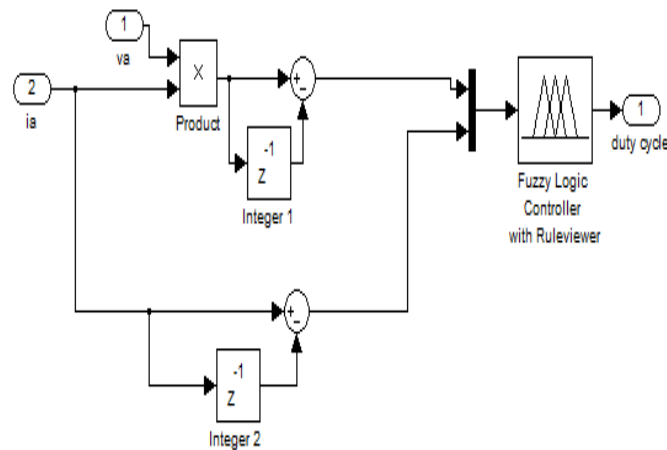 1
va
2
ia
×
Product
+
−
-1
Z
Integer 1
Fuzzy Logic
Controller
with Ruleviewer
1
duty cycle
+
−
-1
Z
Integer 2